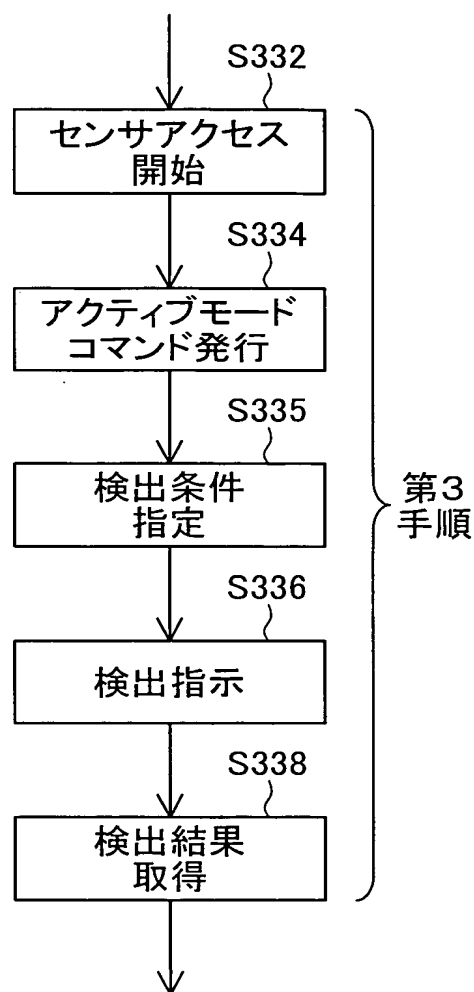 S332
センサアクセス
開始
S334
アクティブモード
コマンド発行
S335
検出条件
指定
S336
検出指示
S338
検出結果
取得
第3
手順